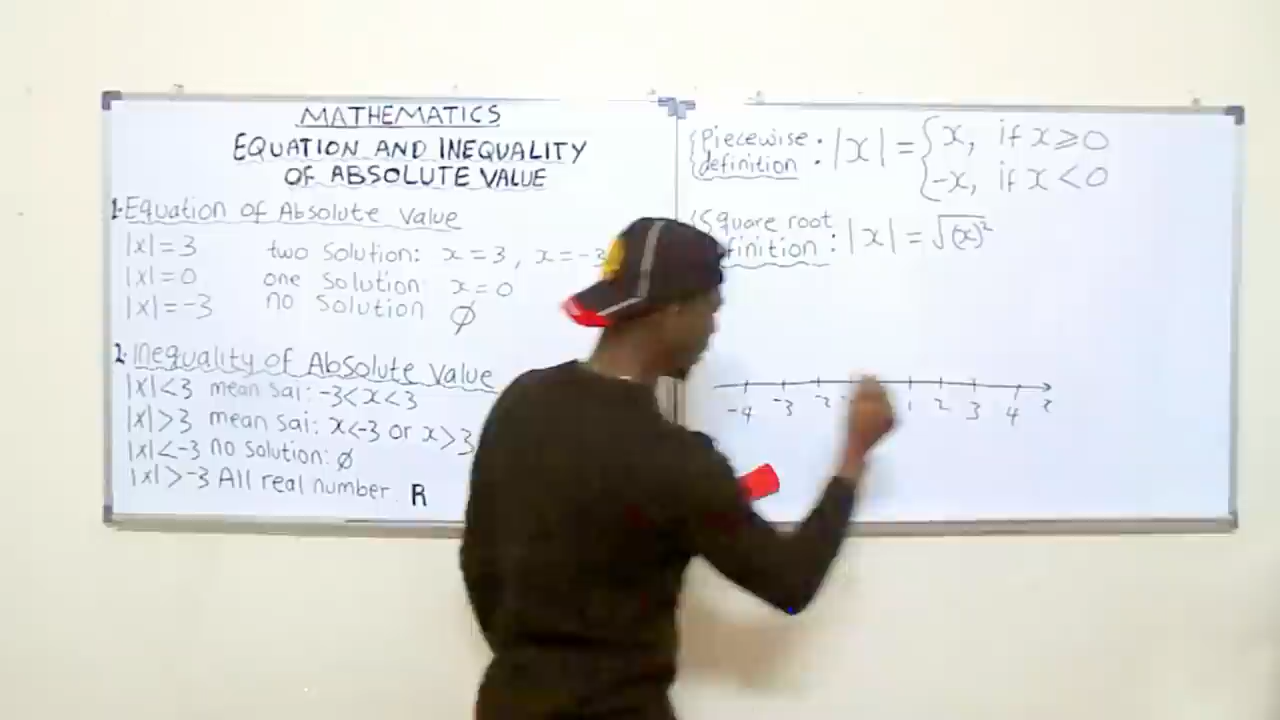 MATHEMATICS
EQUATION AND INEQUALITY
OF ABSOLUTE VALUE
1. Equation of Absolute Value
|x|=3 two solution: x=3, x=-3
|x|=0 one solution x=0
|x|=-3 no solution ∅
2. Inequality of Absolute Value
|x|<3 mean sai: -3<x<3
|x|>3 mean sai: x<-3 or x>3
|x|<-3 no solution: ∅
|x|>-3 All real number. R
Piecewise definition: |x| = { x, if x⩾0
-x, if x<0
Square root
: |x| = √(x)²
-4 -3 -2 1 2 3 4